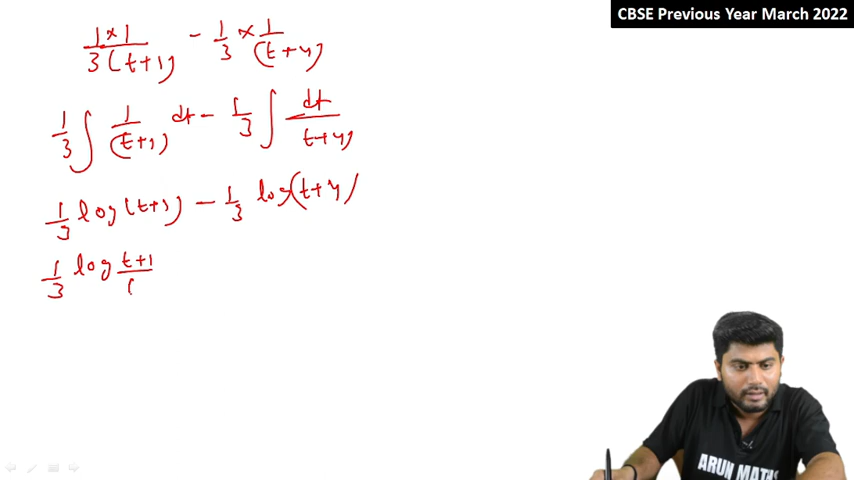 CBSE Previous Year March 2022
1×1/3(t+1) - 1/3 × 1/(t+4)
1/3 ∫ 1/(t+1) dt - 1/3 ∫ dt/t+4)
1/3 log(t+1) - 1/3 log(t+4)
1/3 log t+1/(
ARUN MATHS